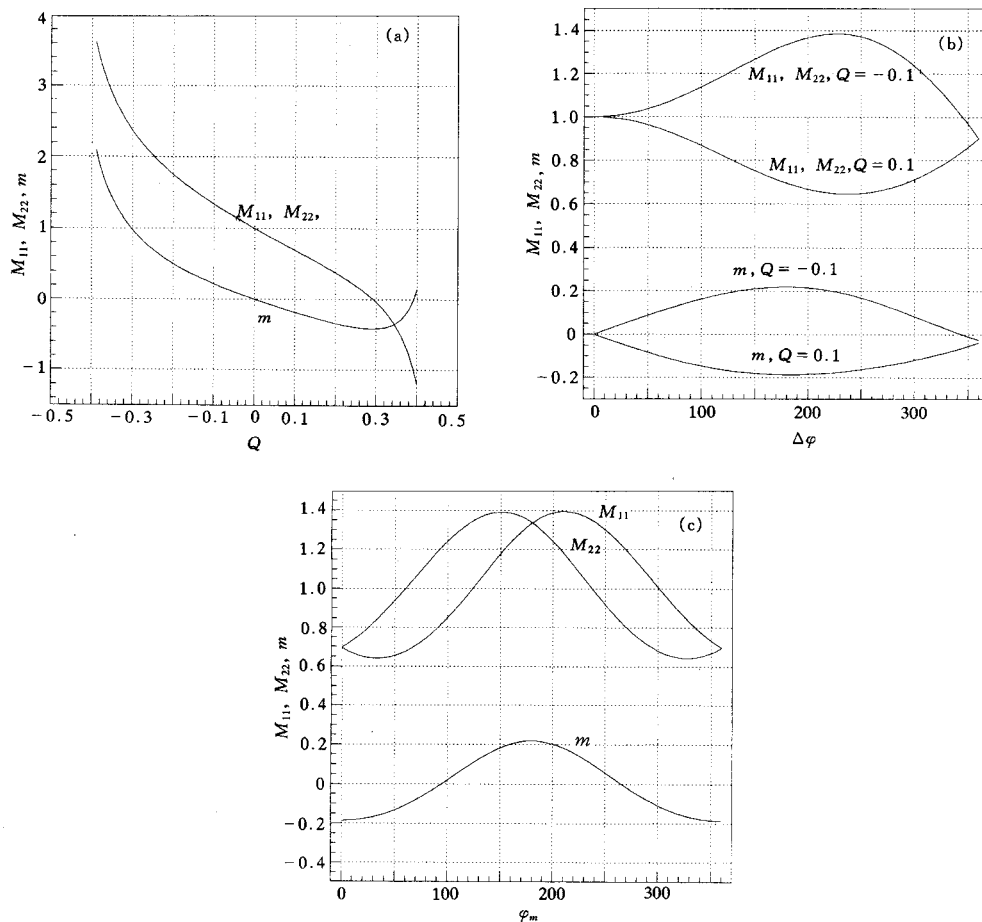 (a)
4
3
2
1
0
−1
M11, M22, m
M11, M22,
m
−0.5 −0.3 −0.1 0 0.1 0.3 0.5
Q
(b)
1.4
1.2
1.0
0.8
0.6
0.4
0.2
0
−0.2
M11, M22, m
M11, M22, Q = −0.1
M11, M22, Q = 0.1
m, Q = −0.1
m, Q = 0.1
0 100 200 300
Δφ
(c)
1.4
1.2
1.0
0.8
0.6
0.4
0.2
0
−0.2
−0.4
M11, M22, m
M11
M22
m
0 100 200 300
φm